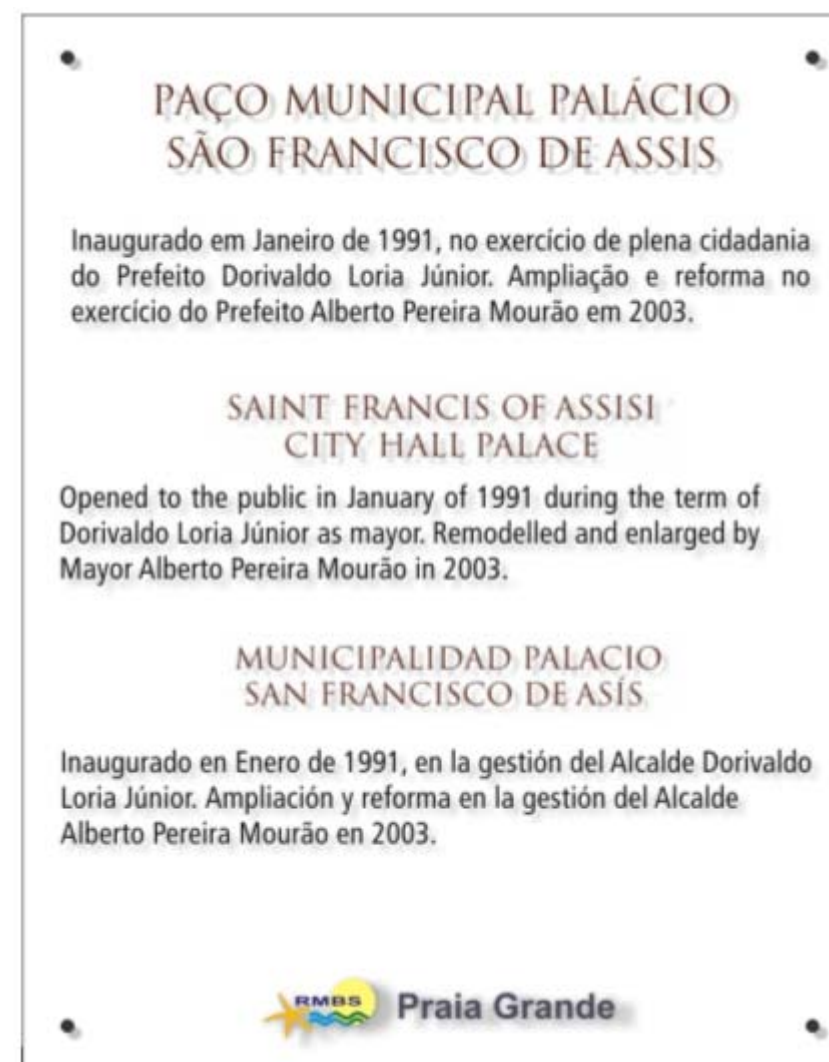 PAÇO MUNICIPAL PALÁCIO
SÃO FRANCISCO DE ASSIS
Inaugurado em Janeiro de 1991, no exercício de plena cidadania
do Prefeito Dorivaldo Loria Júnior. Ampliação e reforma no
exercício do Prefeito Alberto Pereira Mourão em 2003.
SAINT FRANCIS OF ASSISI
CITY HALL PALACE
Opened to the public in January of 1991 during the term of
Dorivaldo Loria Júnior as mayor. Remodelled and enlarged by
Mayor Alberto Pereira Mourão in 2003.
MUNICIPALIDAD PALACIO
SAN FRANCISCO DE ASÍS
Inaugurado en Enero de 1991, en la gestión del Alcalde Dorivaldo
Loria Júnior. Ampliación y reforma en la gestión del Alcalde
Alberto Pereira Mourão en 2003.
RMBS Praia Grande